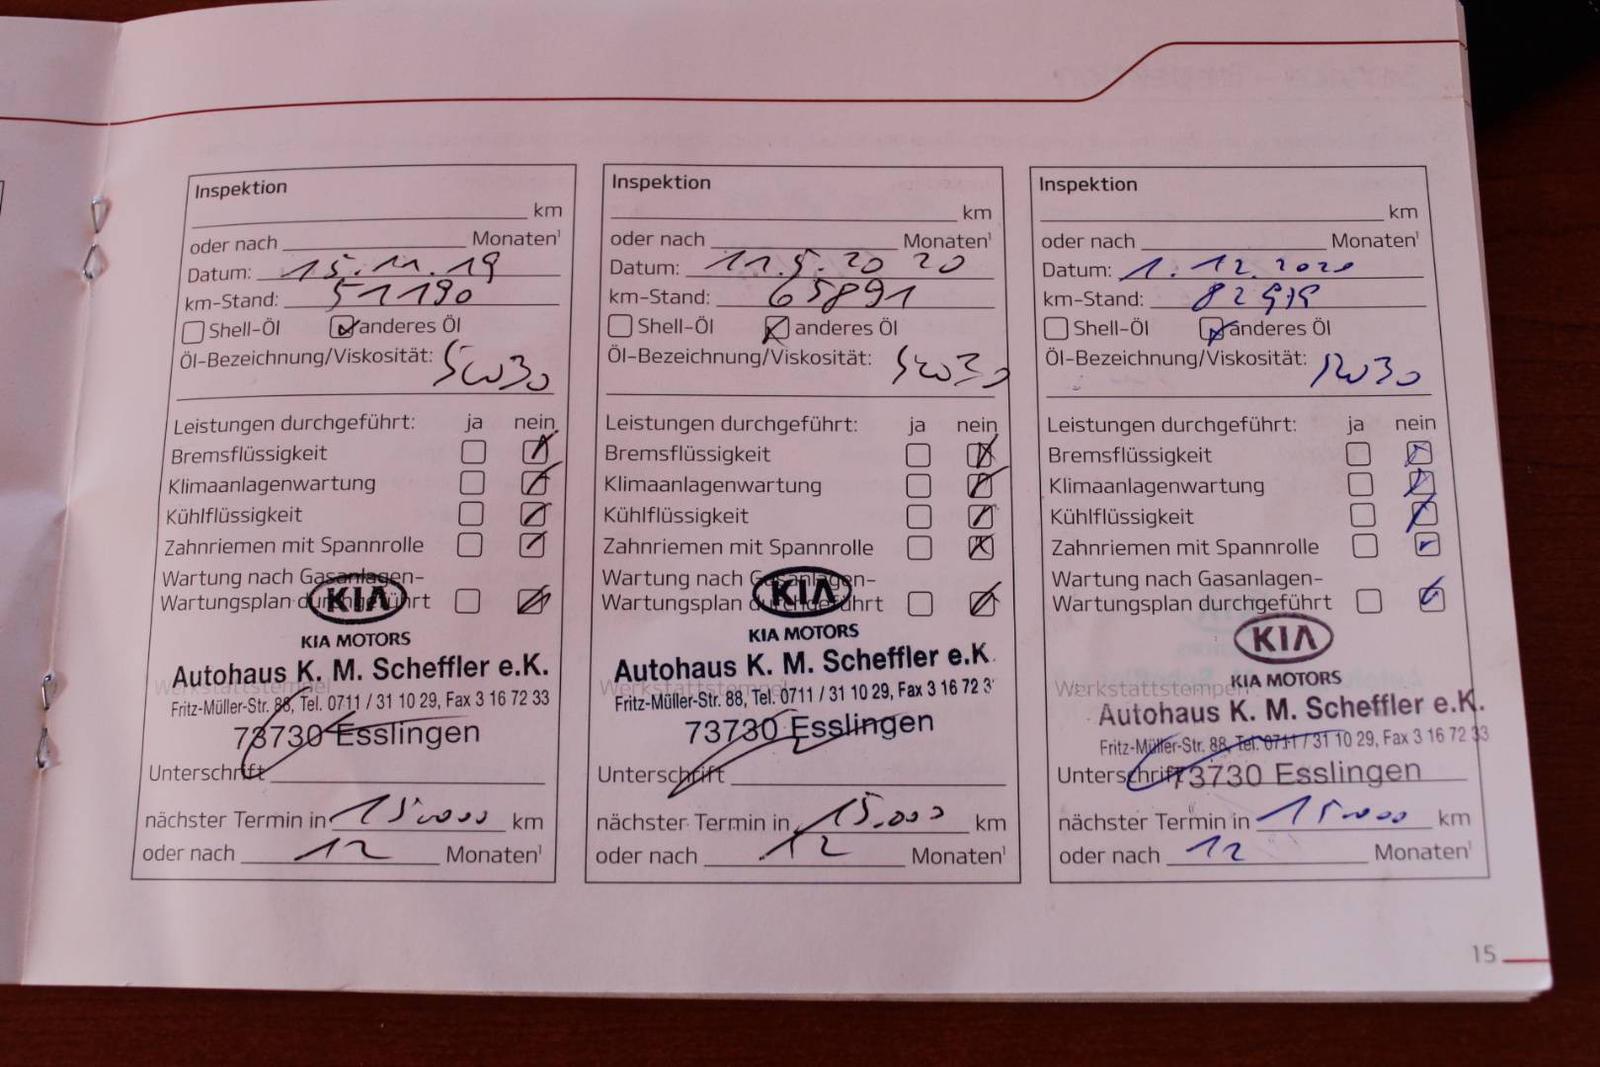 Inspektion
km
oder nach Monaten¹
Datum: 15.11.19
km-Stand: 51190
Shell-Öl anderes Öl
Öl-Bezeichnung/Viskosität: 5W30
Leistungen durchgeführt: ja nein
Bremsflüssigkeit
Klimaanlagenwartung
Kühlflüssigkeit
Zahnriemen mit Spannrolle
Wartung nach Gasanlagen-
Wartungsplan durchgeführt
KIA
KIA MOTORS
Autohaus K. M. Scheffler e.K.
Werkstattstempel
Fritz-Müller-Str. 88, Tel. 0711 / 31 10 29, Fax 3 16 72 33
73730 Esslingen
Unterschrift
nächster Termin in 15.000 km
oder nach 12 Monaten¹
Inspektion
km
oder nach Monaten¹
Datum: 11.5.2020
km-Stand: 65891
Shell-Öl anderes Öl
Öl-Bezeichnung/Viskosität: 5W30
Leistungen durchgeführt: ja nein
Bremsflüssigkeit
Klimaanlagenwartung
Kühlflüssigkeit
Zahnriemen mit Spannrolle
Wartung nach Gasanlagen-
Wartungsplan durchgeführt
KIA
KIA MOTORS
Autohaus K. M. Scheffler e.K.
Werkstattstempel
Fritz-Müller-Str. 88, Tel. 0711 / 31 10 29, Fax 3 16 72 3
73730 Esslingen
Unterschrift
nächster Termin in 15.000 km
oder nach 12 Monaten¹
Inspektion
km
oder nach Monaten¹
Datum: 1.12.2020
km-Stand:
Shell-Öl anderes Öl
Öl-Bezeichnung/Viskosität: 5W30
Leistungen durchgeführt: ja nein
Bremsflüssigkeit
Klimaanlagenwartung
Kühlflüssigkeit
Zahnriemen mit Spannrolle
Wartung nach Gasanlagen-
Wartungsplan durchgeführt
KIA
KIA MOTORS
Werkstattstempel
Autohaus K. M. Scheffler e.K.
Fritz-Müller-Str. 88, Tel. 0711 / 31 10 29, Fax 3 16 72 33
Unterschrift 73730 Esslingen
nächster Termin in 15.000 km
oder nach 12 Monaten¹
15